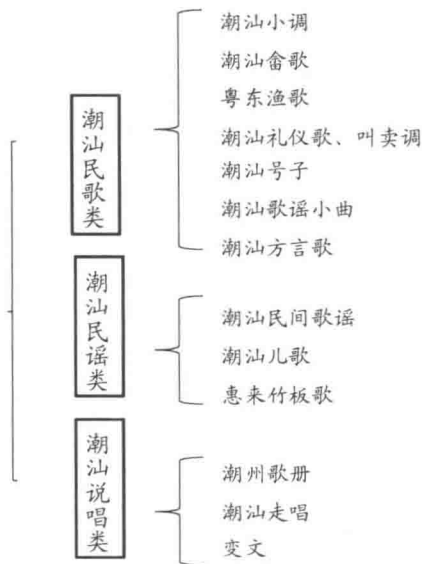 潮汕民歌类
潮汕小调
潮汕畲歌
粤东渔歌
潮汕礼仪歌、叫卖调
潮汕号子
潮汕歌谣小曲
潮汕方言歌
潮汕民谣类
潮汕民间歌谣
潮汕儿歌
惠来竹板歌
潮汕说唱类
潮州歌册
潮汕走唱
变文